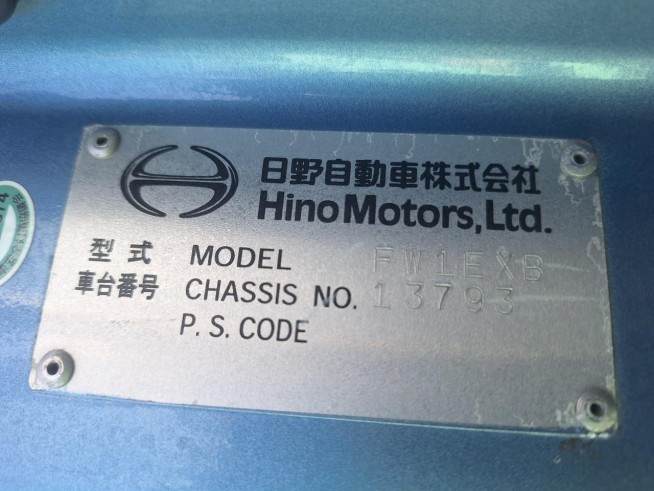 日野自動車株式会社
Hino Motors, Ltd.
型式 MODEL FW1EXB
車台番号 CHASSIS NO. 13793
P. S. CODE